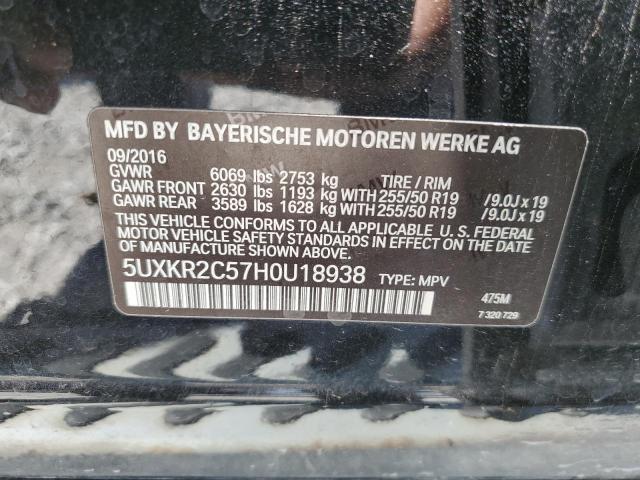 MFD BY BAYERISCHE MOTOREN WERKE AG
09/2016
GVWR 6069 lbs 2753 kg TIRE / RIM
GAWR FRONT 2630 lbs 1193 kg WITH 255/50 R19 /9.0J x 19
GAWR REAR 3589 lbs 1628 kg WITH 255/50 R19 /9.0J x 19
THIS VEHICLE CONFORMS TO ALL APPLICABLE U. S. FEDERAL
MOTOR VEHICLE SAFETY STANDARDS IN EFFECT ON THE
DATE OF MANUFACTURE SHOWN ABOVE.
5UXKR2C57H0U18938 TYPE: MPV
475M
7 320 729